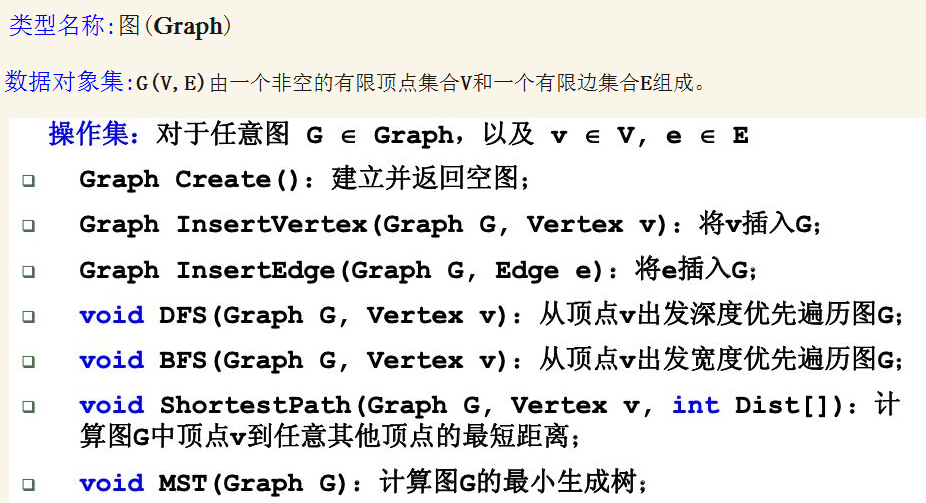 类型名称:图(Graph)
数据对象集:G(V,E)由一个非空的有限顶点集合V和一个有限边集合E组成。
操作集：对于任意图 G ∈ Graph，以及 v ∈ V, e ∈ E
Graph Create()：建立并返回空图；
Graph InsertVertex(Graph G, Vertex v)：将v插入G；
Graph InsertEdge(Graph G, Edge e)：将e插入G；
void DFS(Graph G, Vertex v)：从顶点v出发深度优先遍历图G；
void BFS(Graph G, Vertex v)：从顶点v出发宽度优先遍历图G；
void ShortestPath(Graph G, Vertex v, int Dist[])：计
算图G中顶点v到任意其他顶点的最短距离；
void MST(Graph G)：计算图G的最小生成树；